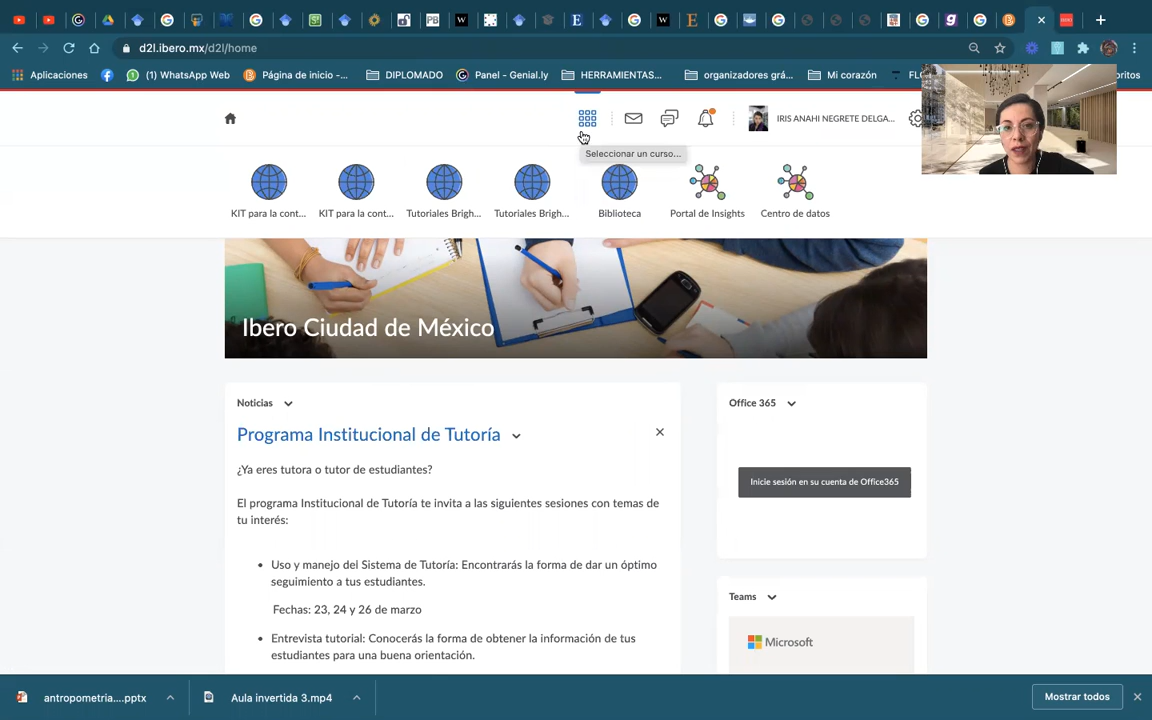 d2l.ibero.mx/d2l/home
Aplicaciones
(1) WhatsApp Web
Página de inicio -...
DIPLOMADO
Panel - Genial.ly
HERRAMIENTAS...
organizadores grá...
Mi corazón
FLO
oritos
IRIS ANAHI NEGRETE DELGA...
Seleccionar un curso...
KIT para la cont...
KIT para la cont...
Tutoriales Brigh...
Tutoriales Brigh...
Biblioteca
Portal de Insights
Centro de datos
Ibero Ciudad de México
Noticias
Programa Institucional de Tutoría
¿Ya eres tutora o tutor de estudiantes?
El programa Institucional de Tutoría te invita a las siguientes sesiones con temas de
tu interés:
• Uso y manejo del Sistema de Tutoría: Encontrarás la forma de dar un óptimo
seguimiento a tus estudiantes.
Fechas: 23, 24 y 26 de marzo
• Entrevista tutorial: Conocerás la forma de obtener la información de tus
estudiantes para una buena orientación.
Office 365
Inicie sesión en su cuenta de Office365
Teams
Microsoft
antropometria....pptx
Aula invertida 3.mp4
Mostrar todos